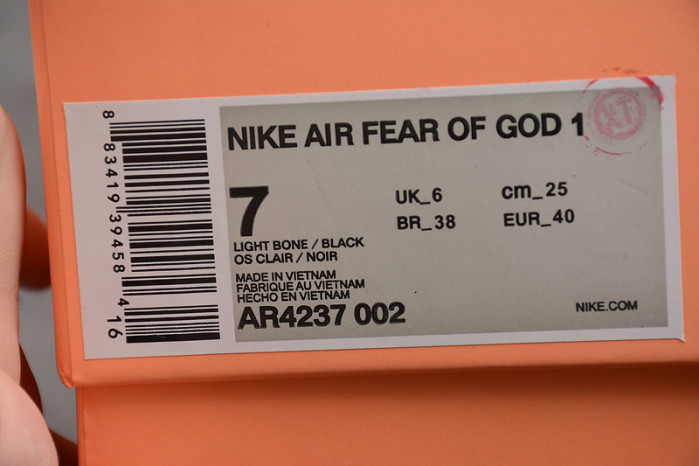 8 83419 39458 4 16
NIKE AIR FEAR OF GOD 1
7
UK_6
cm_25
BR_38
EUR_40
LIGHT BONE / BLACK
OS CLAIR / NOIR
MADE IN VIETNAM
FABRIQUE AU VIETNAM
HECHO EN VIETNAM
AR4237 002
NIKE.COM